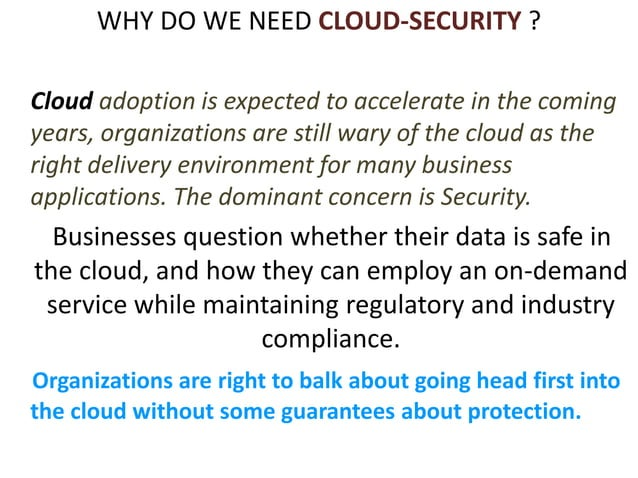 WHY DO WE NEED CLOUD-SECURITY ?
Cloud adoption is expected to accelerate in the coming
years, organizations are still wary of the cloud as the
right delivery environment for many business
applications. The dominant concern is Security.
Businesses question whether their data is safe in
the cloud, and how they can employ an on-demand
service while maintaining regulatory and industry
compliance.
Organizations are right to balk about going head first into
the cloud without some guarantees about protection.